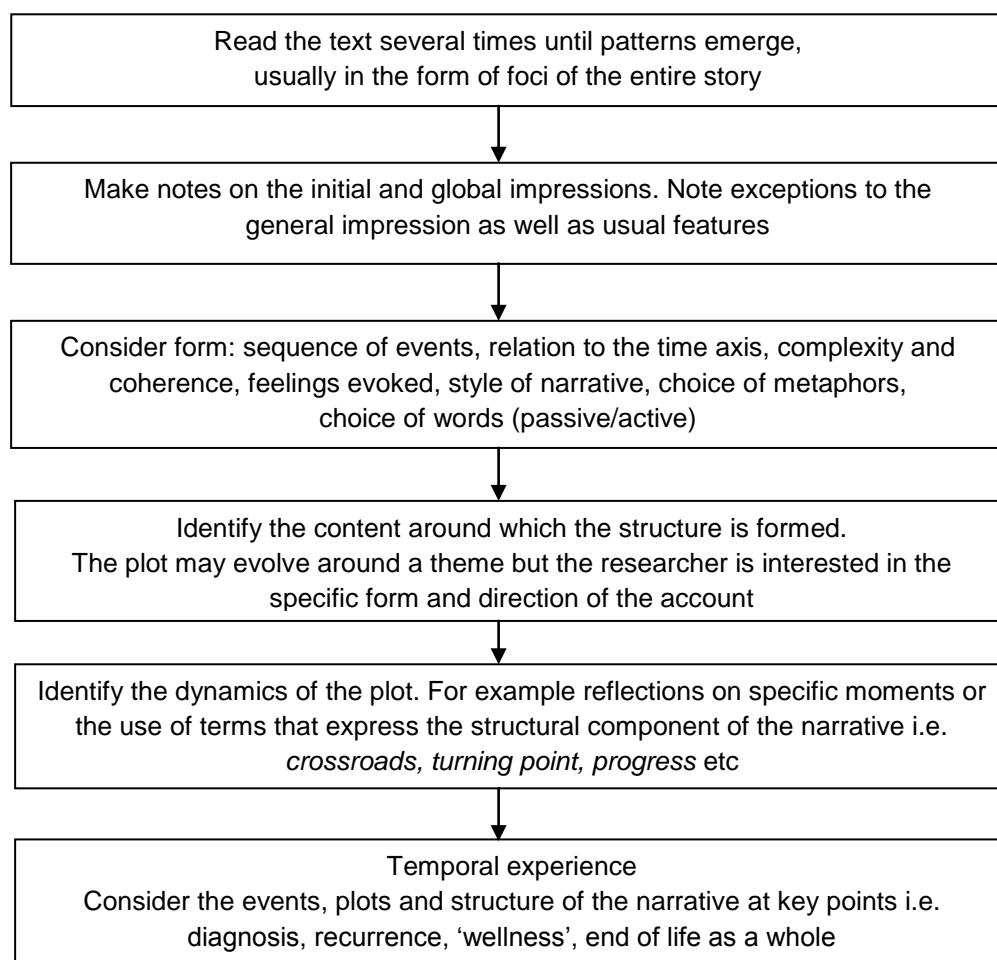 Read the text several times until patterns emerge,
usually in the form of foci of the entire story
Make notes on the initial and global impressions. Note exceptions to the
general impression as well as usual features
Consider form: sequence of events, relation to the time axis, complexity and
coherence, feelings evoked, style of narrative, choice of metaphors,
choice of words (passive/active)
Identify the content around which the structure is formed.
The plot may evolve around a theme but the researcher is interested in the
specific form and direction of the account
Identify the dynamics of the plot. For example reflections on specific moments or
the use of terms that express the structural component of the narrative i.e.
crossroads, turning point, progress etc
Temporal experience
Consider the events, plots and structure of the narrative at key points i.e.
diagnosis, recurrence, ‘wellness’, end of life as a whole